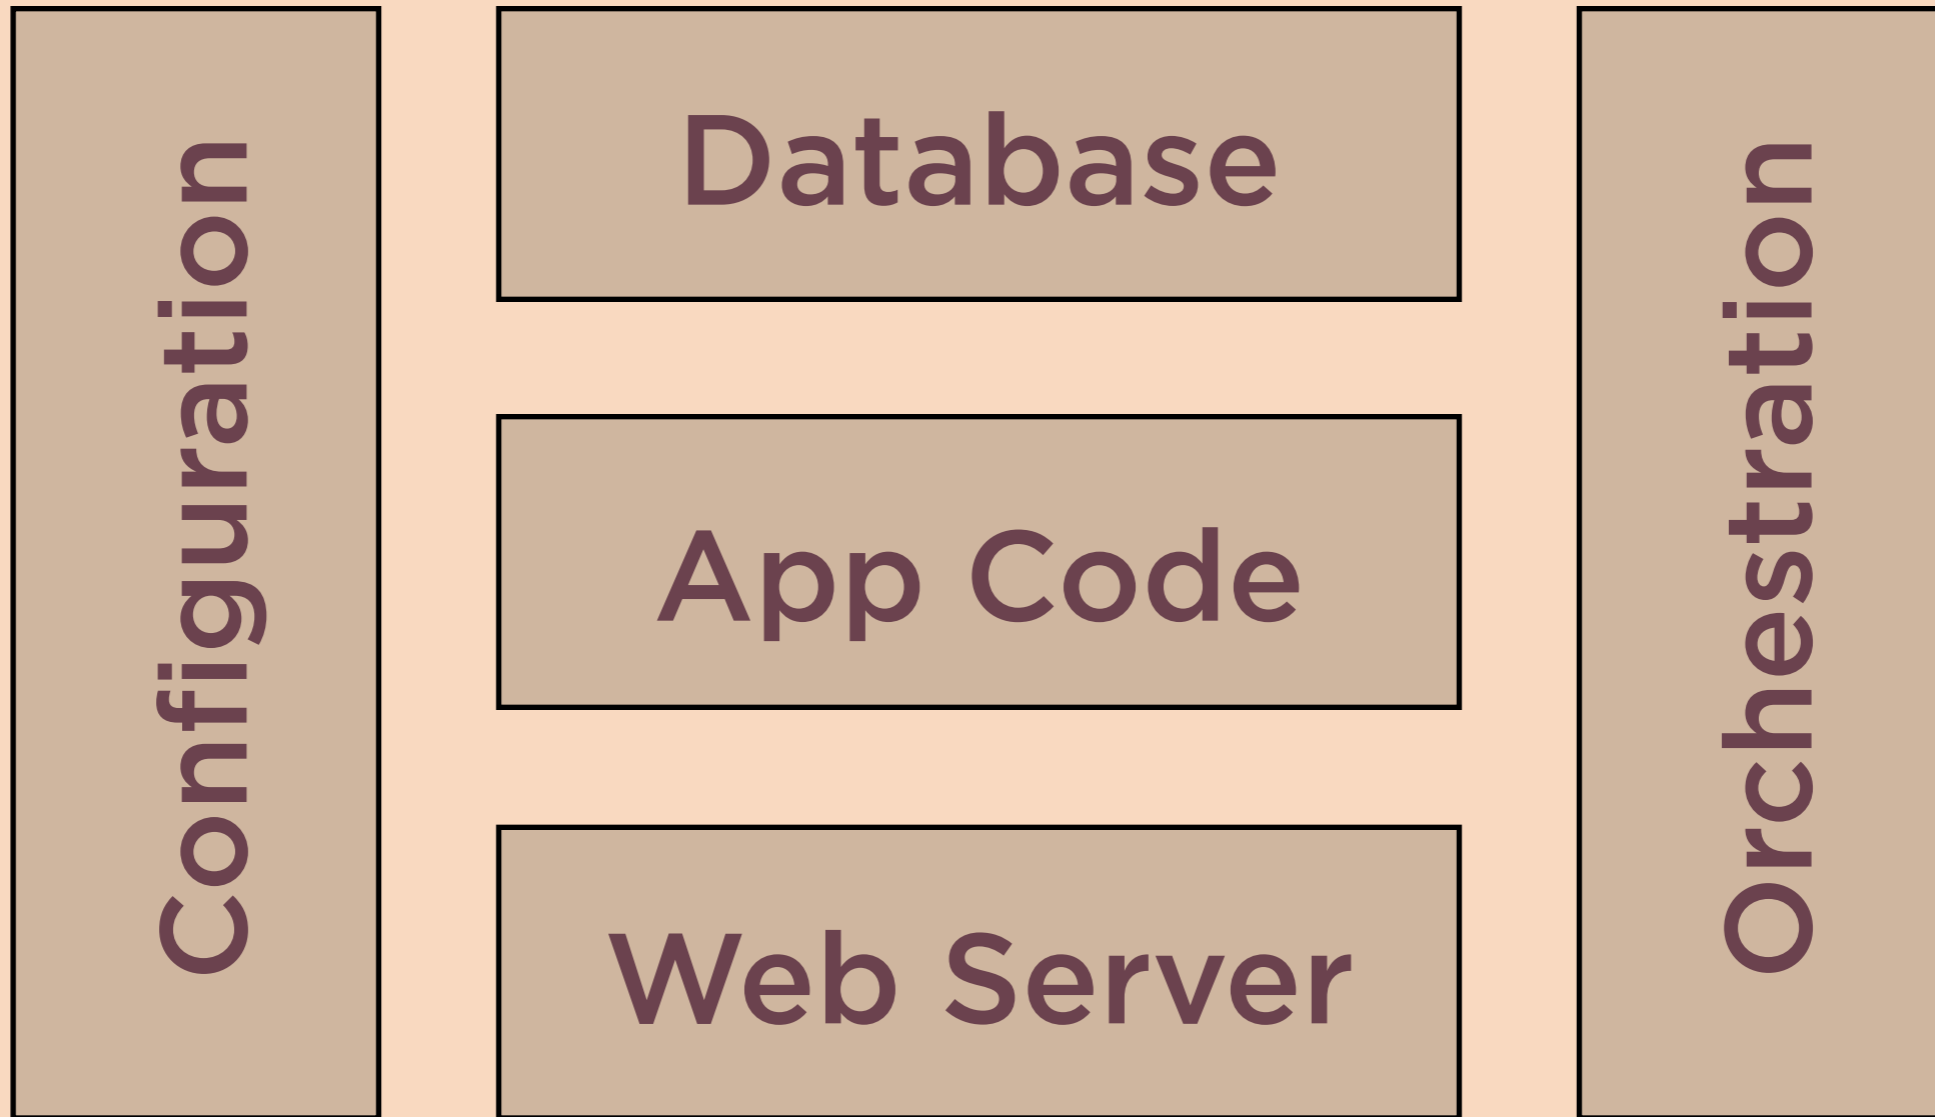 Configuration
Database
App Code
Web Server
Orchestration